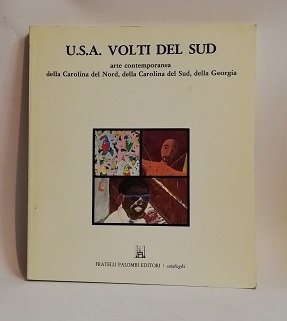 U.S.A. VOLTI DEL SUD
arte contemporanea
della Carolina del Nord, della Carolina del Sud, della Georgia
FRATELLI PALOMBI EDITORI / cataloghi